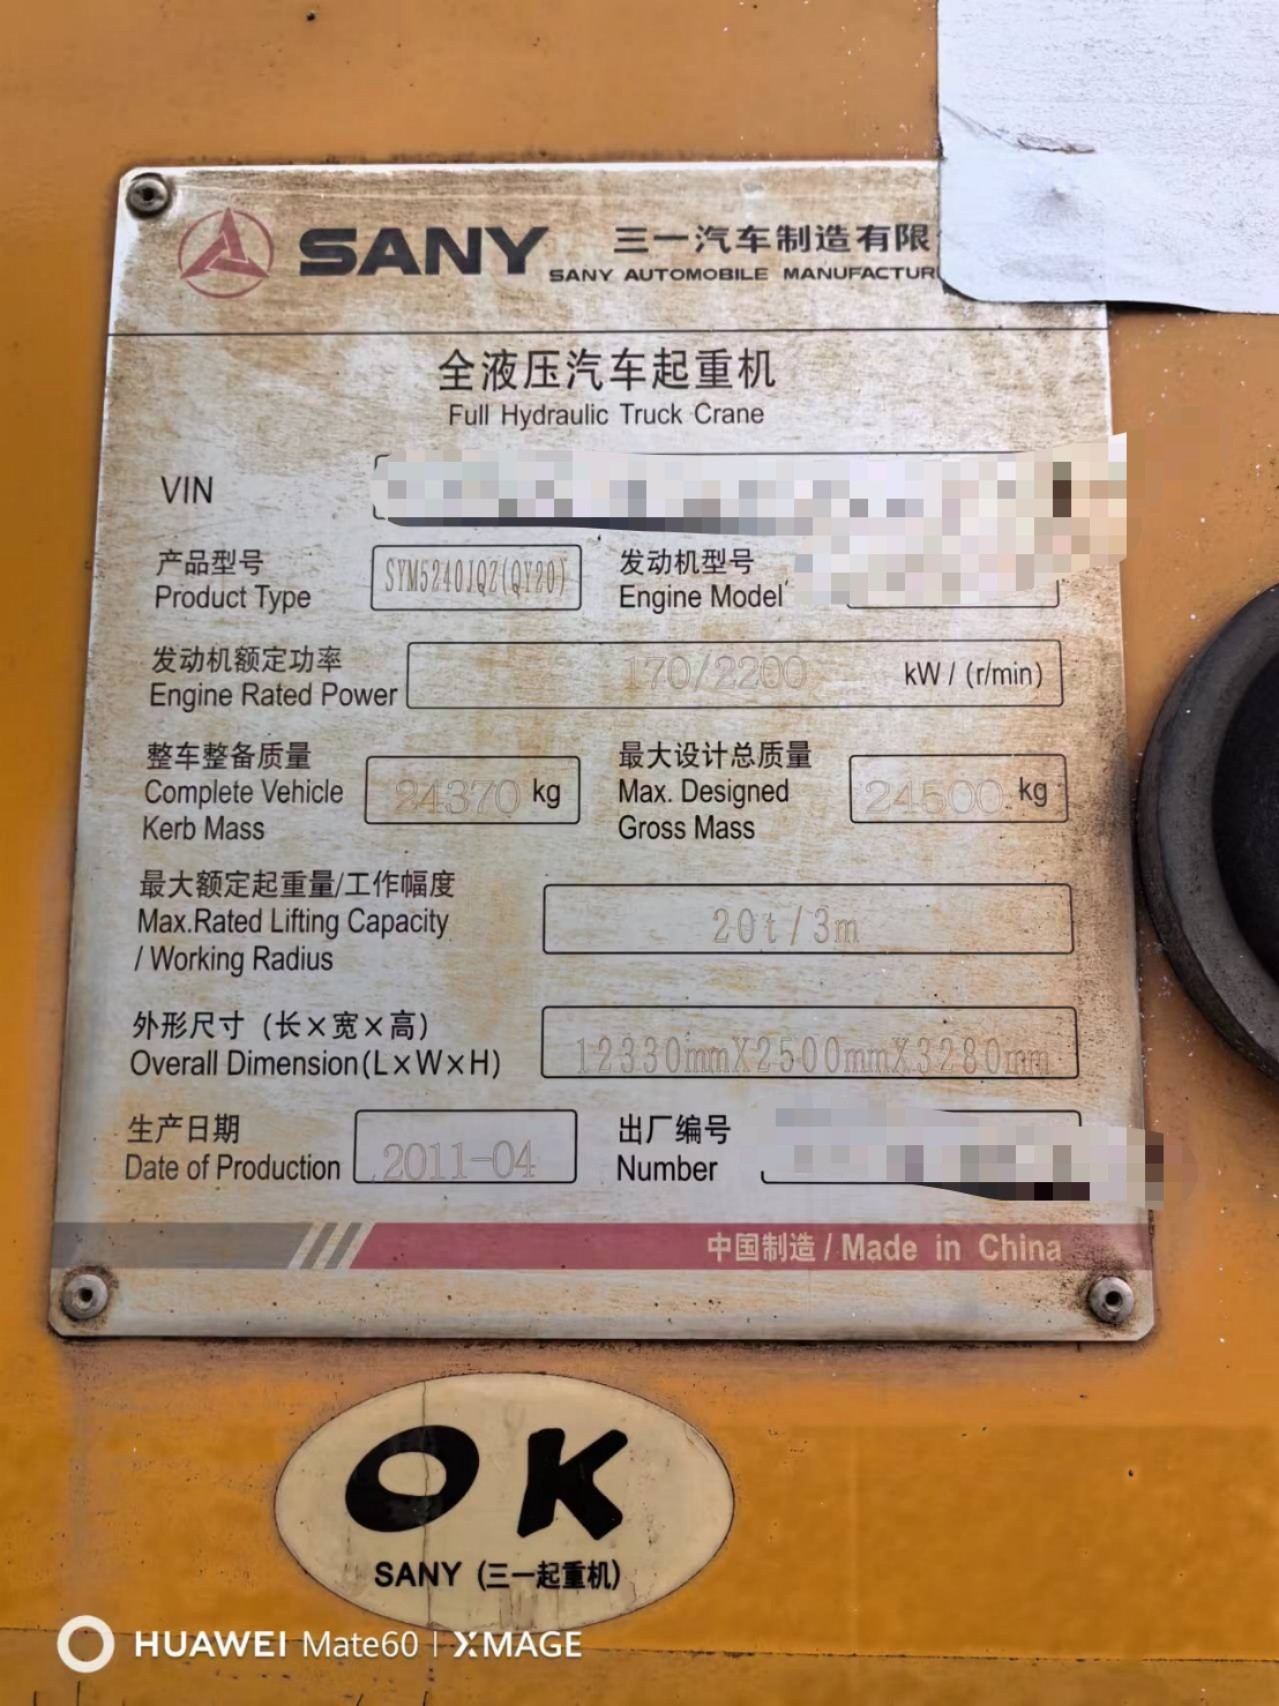 SANY 三一汽车制造有限
SANY AUTOMOBILE MANUFACTUR
全液压汽车起重机
Full Hydraulic Truck Crane
VIN
产品型号
Product Type
SYM5240JQZ(QY20)
发动机型号
Engine Model
发动机额定功率
Engine Rated Power
170/2200 kW / (r/min)
整车整备质量
Complete Vehicle
Kerb Mass
24370 kg
最大设计总质量
Max. Designed
Gross Mass
24500 kg
最大额定起重量/工作幅度
Max.Rated Lifting Capacity
/ Working Radius
20t/3m
外形尺寸 (长×宽×高)
Overall Dimension(L×W×H)
12330mmX2500mmX3280mm
生产日期
Date of Production
2011-04
出厂编号
Number
中国制造 / Made in China
OK
SANY (三一起重机)
HUAWEI Mate60 | XMAGE